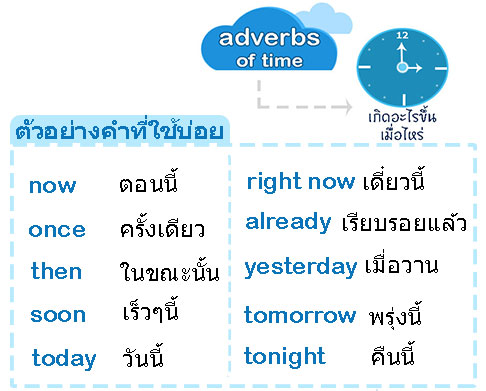 adverbs
of time
12
เกิดอะไรขึ้น
เมื่อไหร่
ตัวอย่างคำที่ใช้บ่อย
now ตอนนี้
once ครั้งเดียว
then ในขณะนั้น
soon เร็วๆนี้
today วันนี้
right now เดี๋ยวนี้
already เรียบรอยแล้ว
yesterday เมื่อวาน
tomorrow พรุ่งนี้
tonight คืนนี้